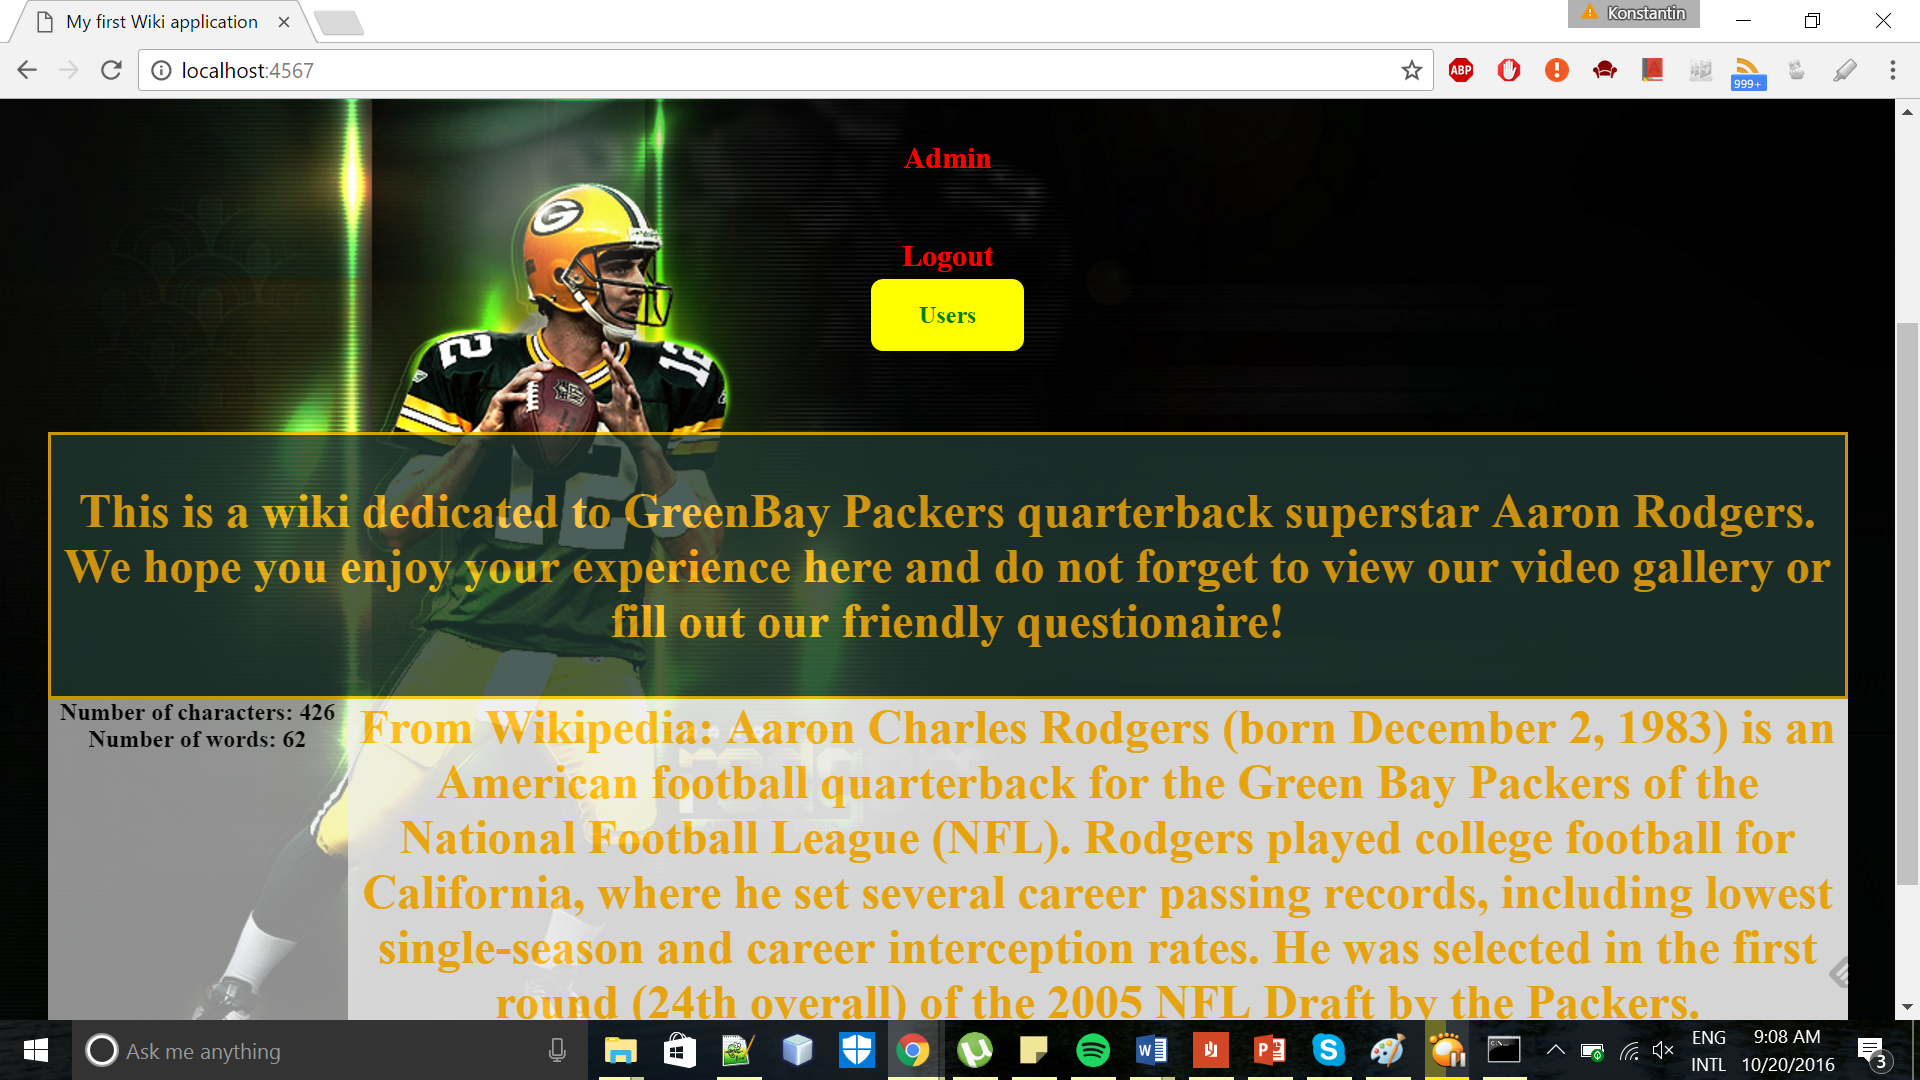 My first Wiki application
Konstantin
localhost:4567
ABP
999+
Admin
Logout
Users
G
12
12
12
This is a wiki dedicated to GreenBay Packers quarterback superstar Aaron Rodgers.
We hope you enjoy your experience here and do not forget to view our video gallery or
fill out our friendly questionaire!
Number of characters: 426
Number of words: 62
From Wikipedia: Aaron Charles Rodgers (born December 2, 1983) is an
American football quarterback for the Green Bay Packers of the
National Football League (NFL). Rodgers played college football for
California, where he set several career passing records, including lowest
single-season and career interception rates. He was selected in the first
round (24th overall) of the 2005 NFL Draft by the Packers.
Ask me anything
ENG
INTL
9:08 AM
10/20/2016
3